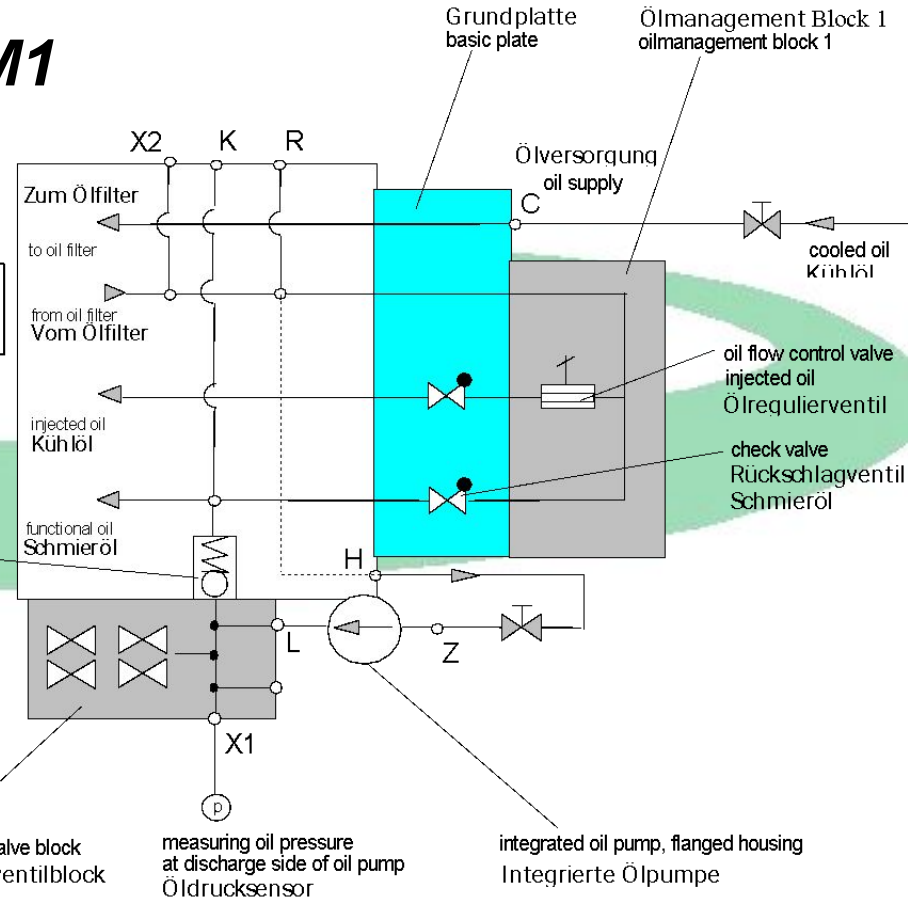 M1
Grundplatte
basic plate
Ölmanagement Block 1
oilmanagement block 1
X2
K
R
Ölversorgung
oil supply
Zum Ölfilter
C
to oil filter
cooled oil
Kühlöl
from oil filter
Vom Ölfilter
oil flow control valve
injected oil
Ölregulierventil
injected oil
Kühlöl
check valve
Rückschlagventil
Schmieröl
functional oil
Schmieröl
H
L
Z
X1
p
block
measuring oil pressure
at discharge side of oil pump
Öldrucksensor
integrated oil pump, flanged housing
Integrierte Ölpumpe